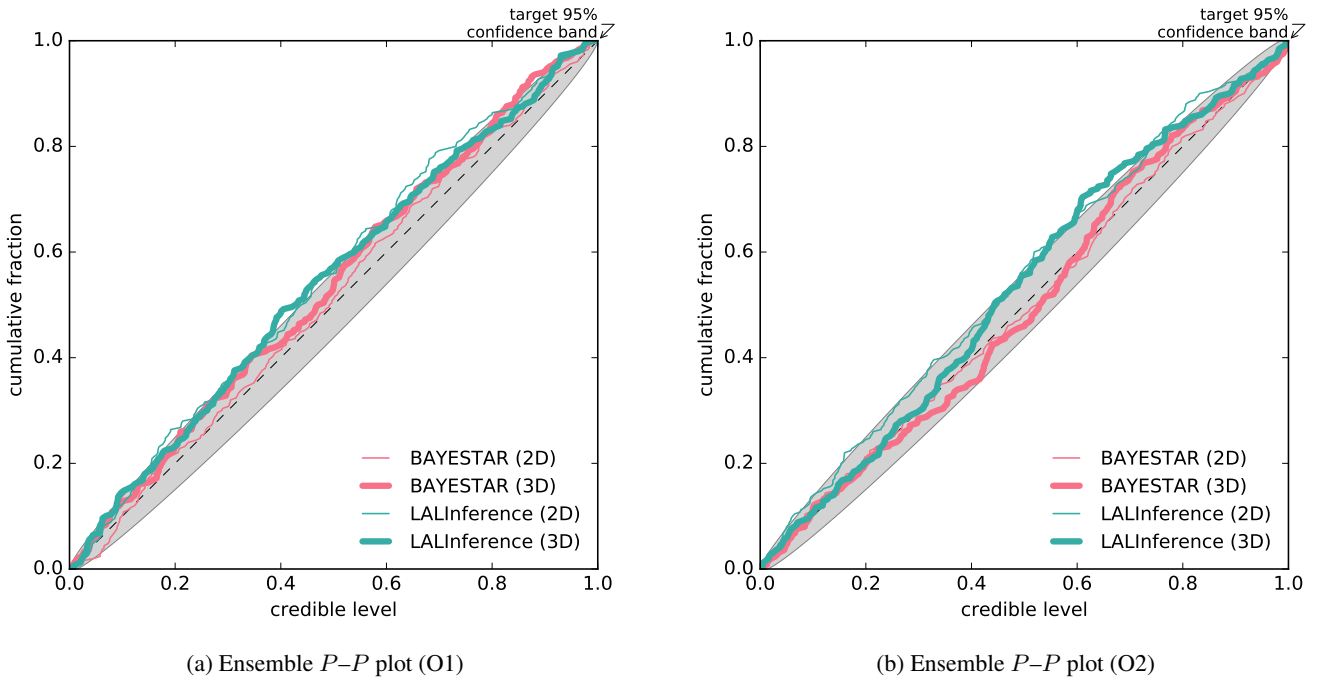 target 95%
confidence band
1.0
0.8
0.6
0.4
0.2
0.0
cumulative fraction
BAYESTAR (2D)
BAYESTAR (3D)
LALInference (2D)
LALInference (3D)
0.0 0.2 0.4 0.6 0.8 1.0
credible level
(a) Ensemble P–P plot (O1)
target 95%
confidence band
1.0
0.8
0.6
0.4
0.2
0.0
cumulative fraction
BAYESTAR (2D)
BAYESTAR (3D)
LALInference (2D)
LALInference (3D)
0.0 0.2 0.4 0.6 0.8 1.0
credible level
(b) Ensemble P–P plot (O2)